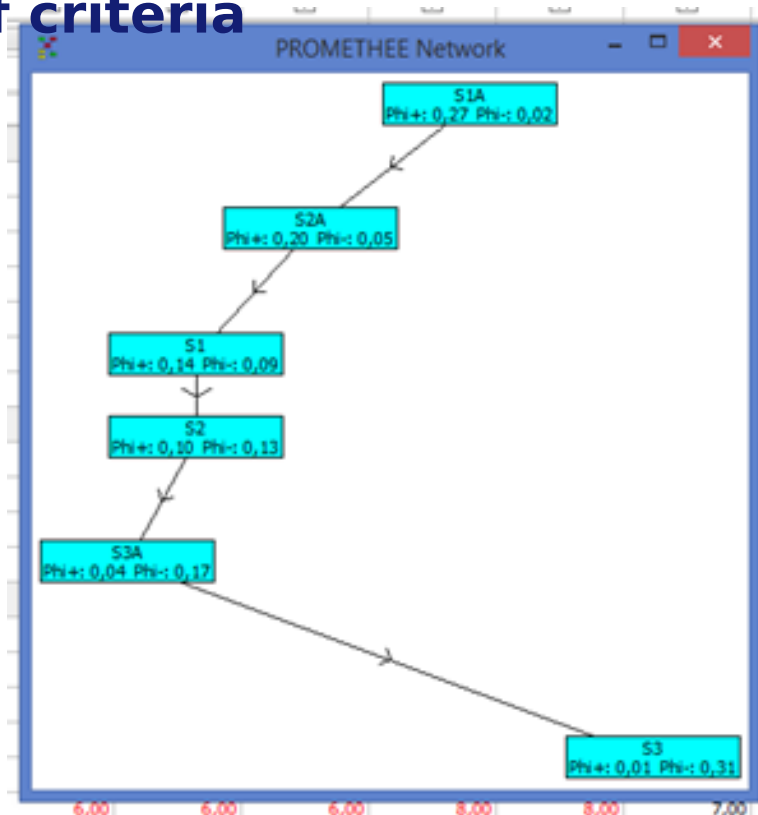 f criteria
PROMETHEE Network
S1A
Phi+: 0,27 Phi-: 0,02
S2A
Phi+: 0,20 Phi-: 0,05
S1
Phi+: 0,14 Phi-: 0,09
S2
Phi+: 0,10 Phi-: 0,13
S3A
Phi+: 0,04 Phi-: 0,17
S3
Phi+: 0,01 Phi-: 0,31
6.00 6.00 6.00 8.00 8.00 7.00